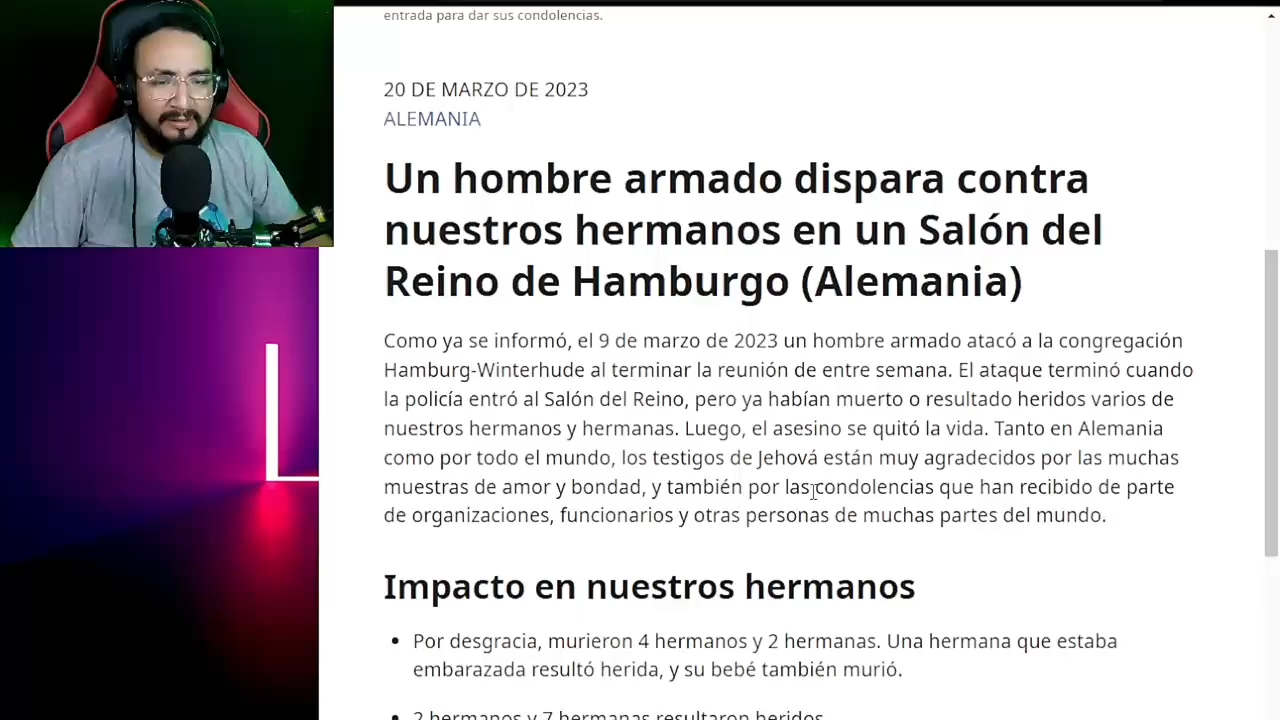 entrada para dar sus condolencias.
20 DE MARZO DE 2023
ALEMANIA
Un hombre armado dispara contra
nuestros hermanos en un Salón del
Reino de Hamburgo (Alemania)
Como ya se informó, el 9 de marzo de 2023 un hombre armado atacó a la congregación
Hamburg-Winterhude al terminar la reunión de entre semana. El ataque terminó cuando
la policía entró al Salón del Reino, pero ya habían muerto o resultado heridos varios de
nuestros hermanos y hermanas. Luego, el asesino se quitó la vida. Tanto en Alemania
como por todo el mundo, los testigos de Jehová están muy agradecidos por las muchas
muestras de amor y bondad, y también por las condolencias que han recibido de parte
de organizaciones, funcionarios y otras personas de muchas partes del mundo.
Impacto en nuestros hermanos
• Por desgracia, murieron 4 hermanos y 2 hermanas. Una hermana que estaba
embarazada resultó herida, y su bebé también murió.
• 2 hermanos y 7 hermanas resultaron heridos